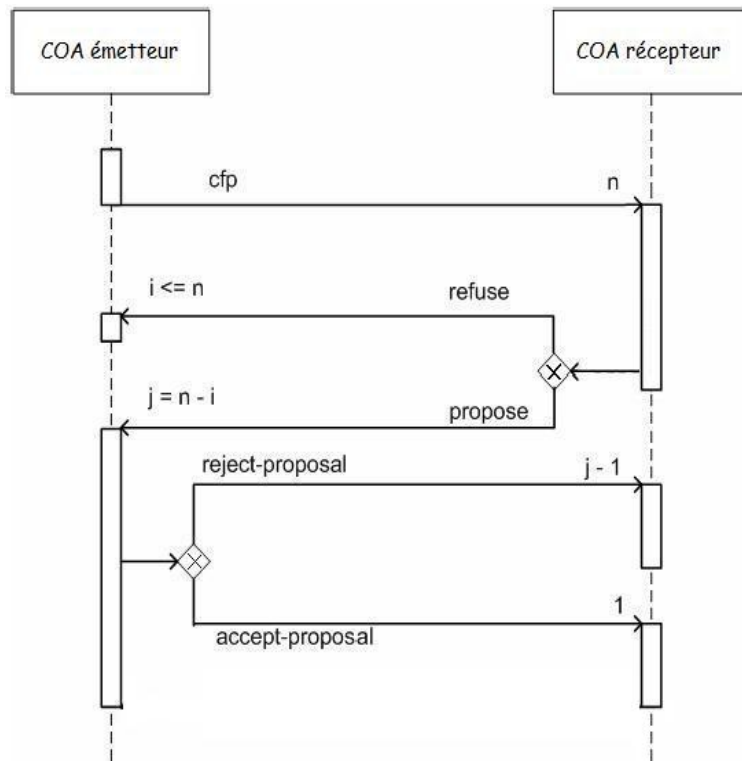 COA émetteur
COA récepteur
cfp
n
i <= n
refuse
j = n - i
propose
reject-proposal
j - 1
1
accept-proposal